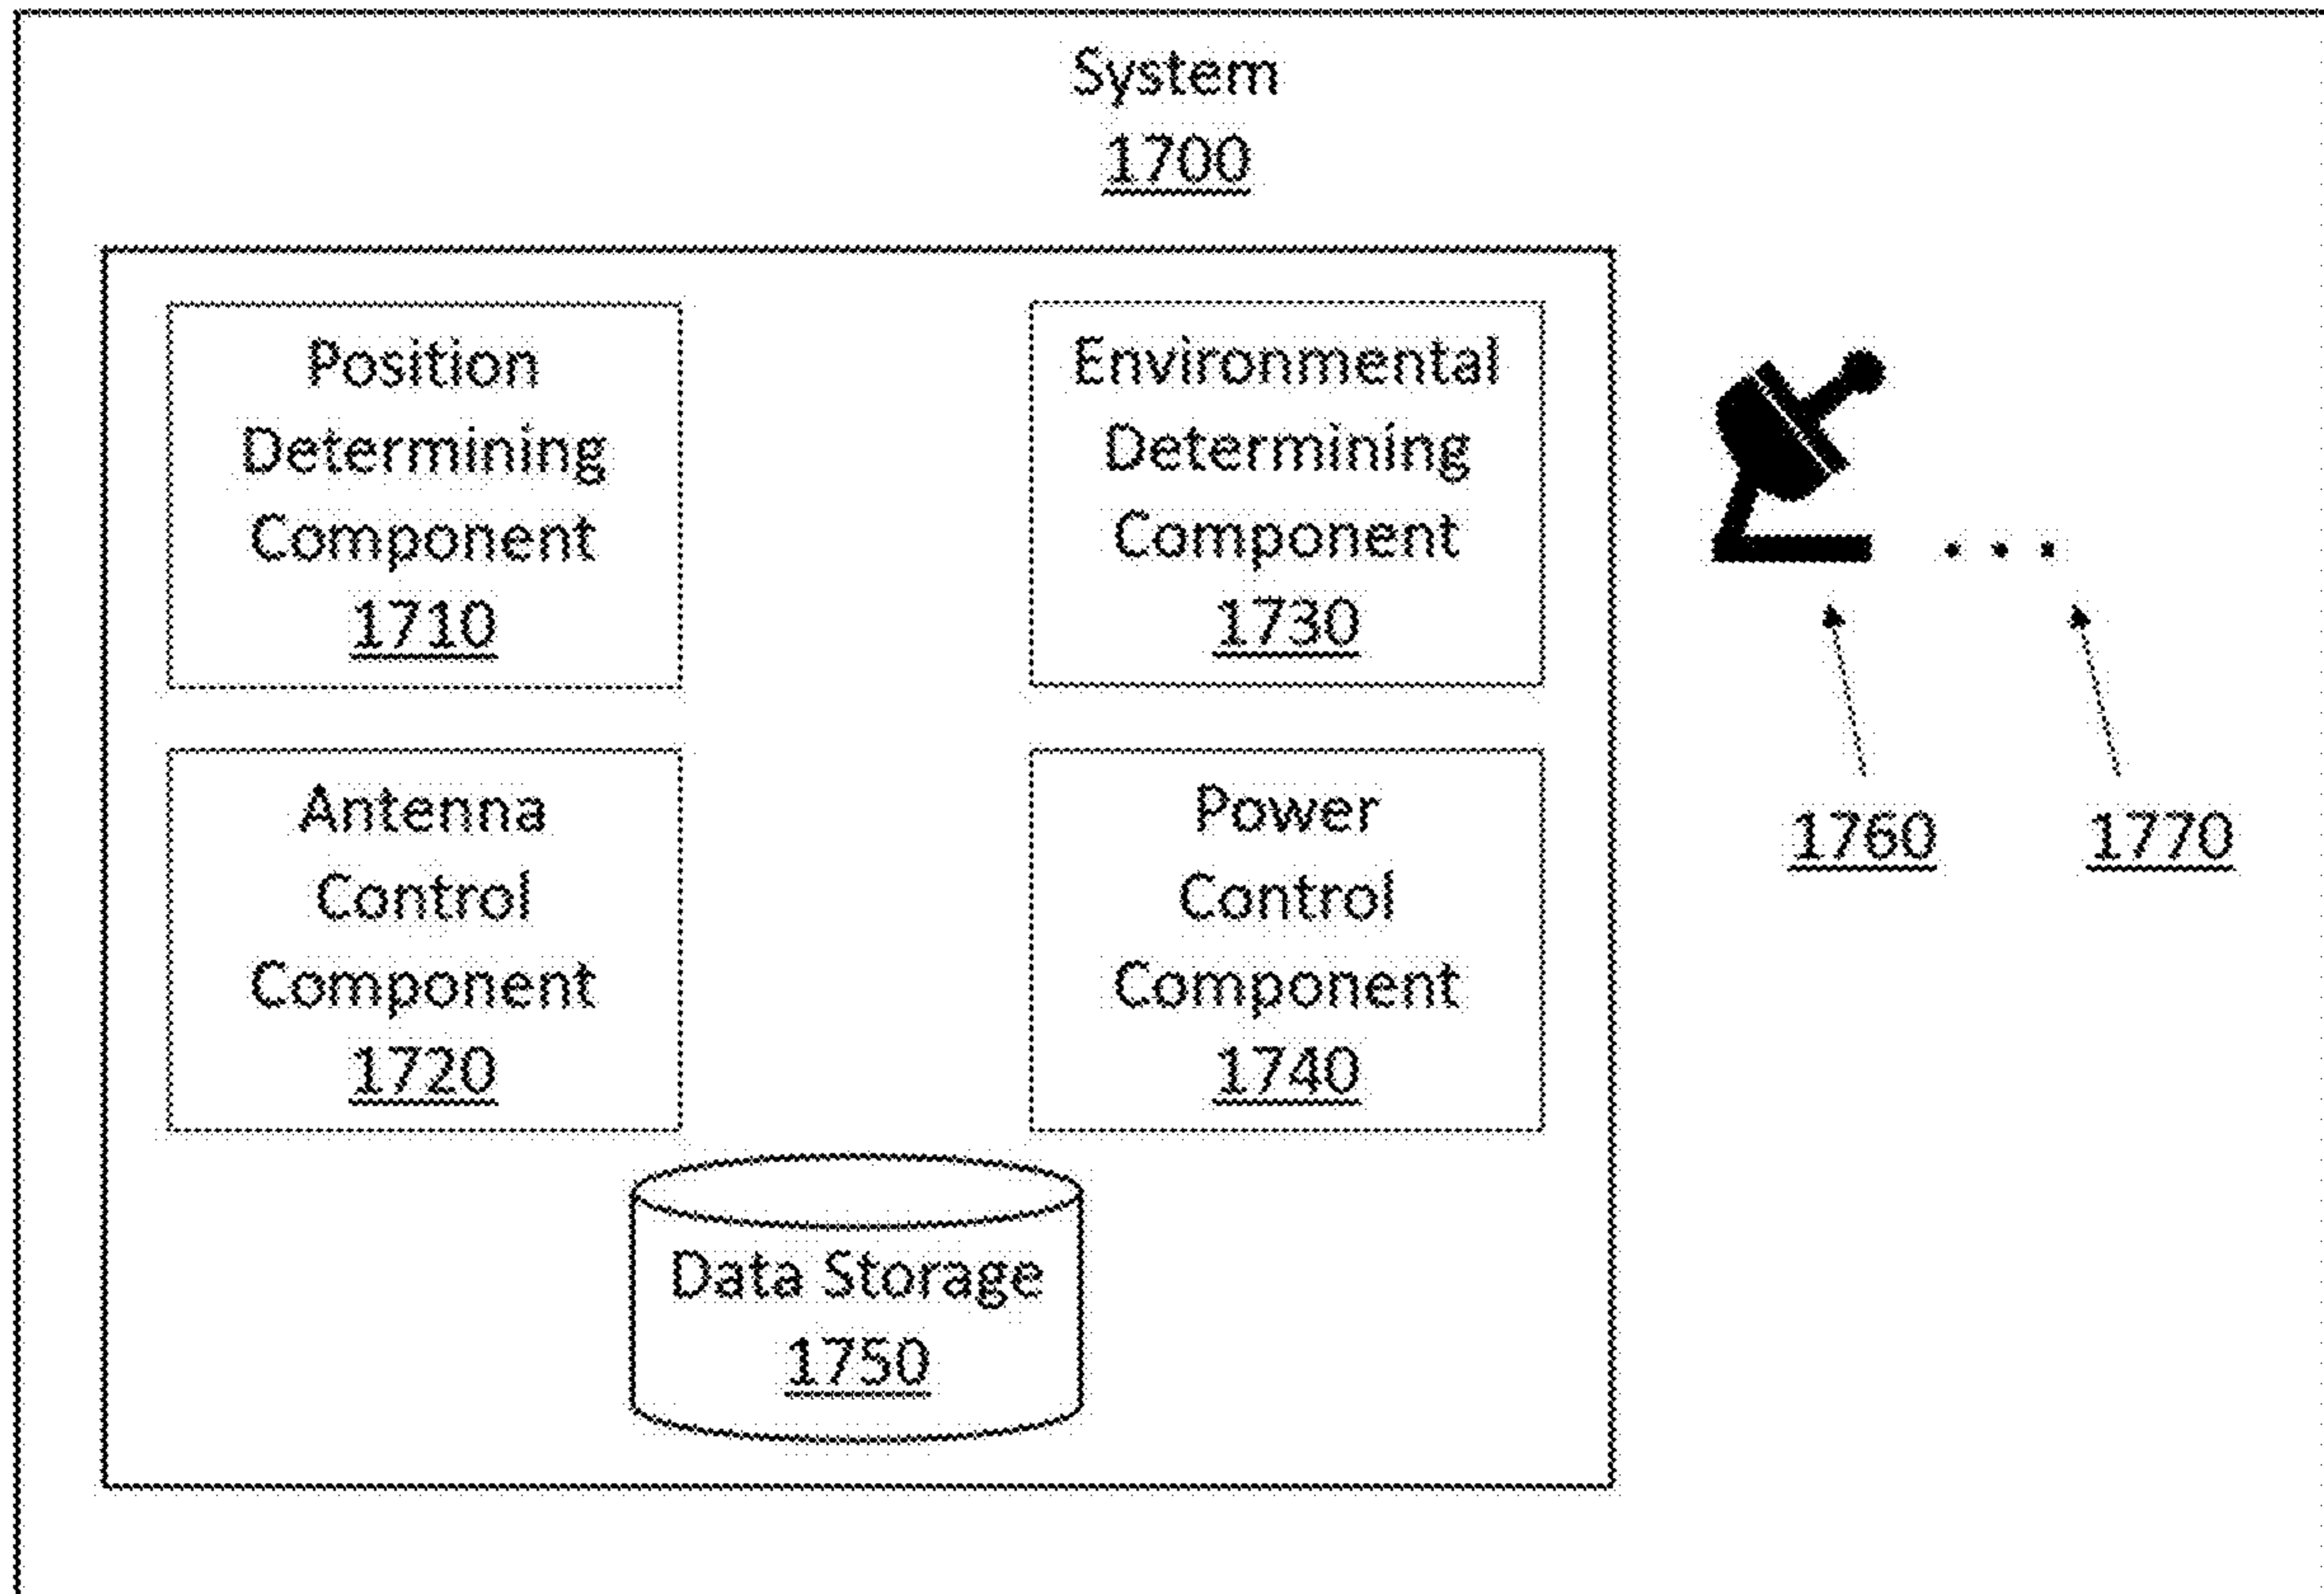 System
1700
Position
Determining
Component
1710
Environmental
Determining
Component
1730
Antenna
Control
Component
1720
Power
Control
Component
1740
Data Storage
1750
1760
1770